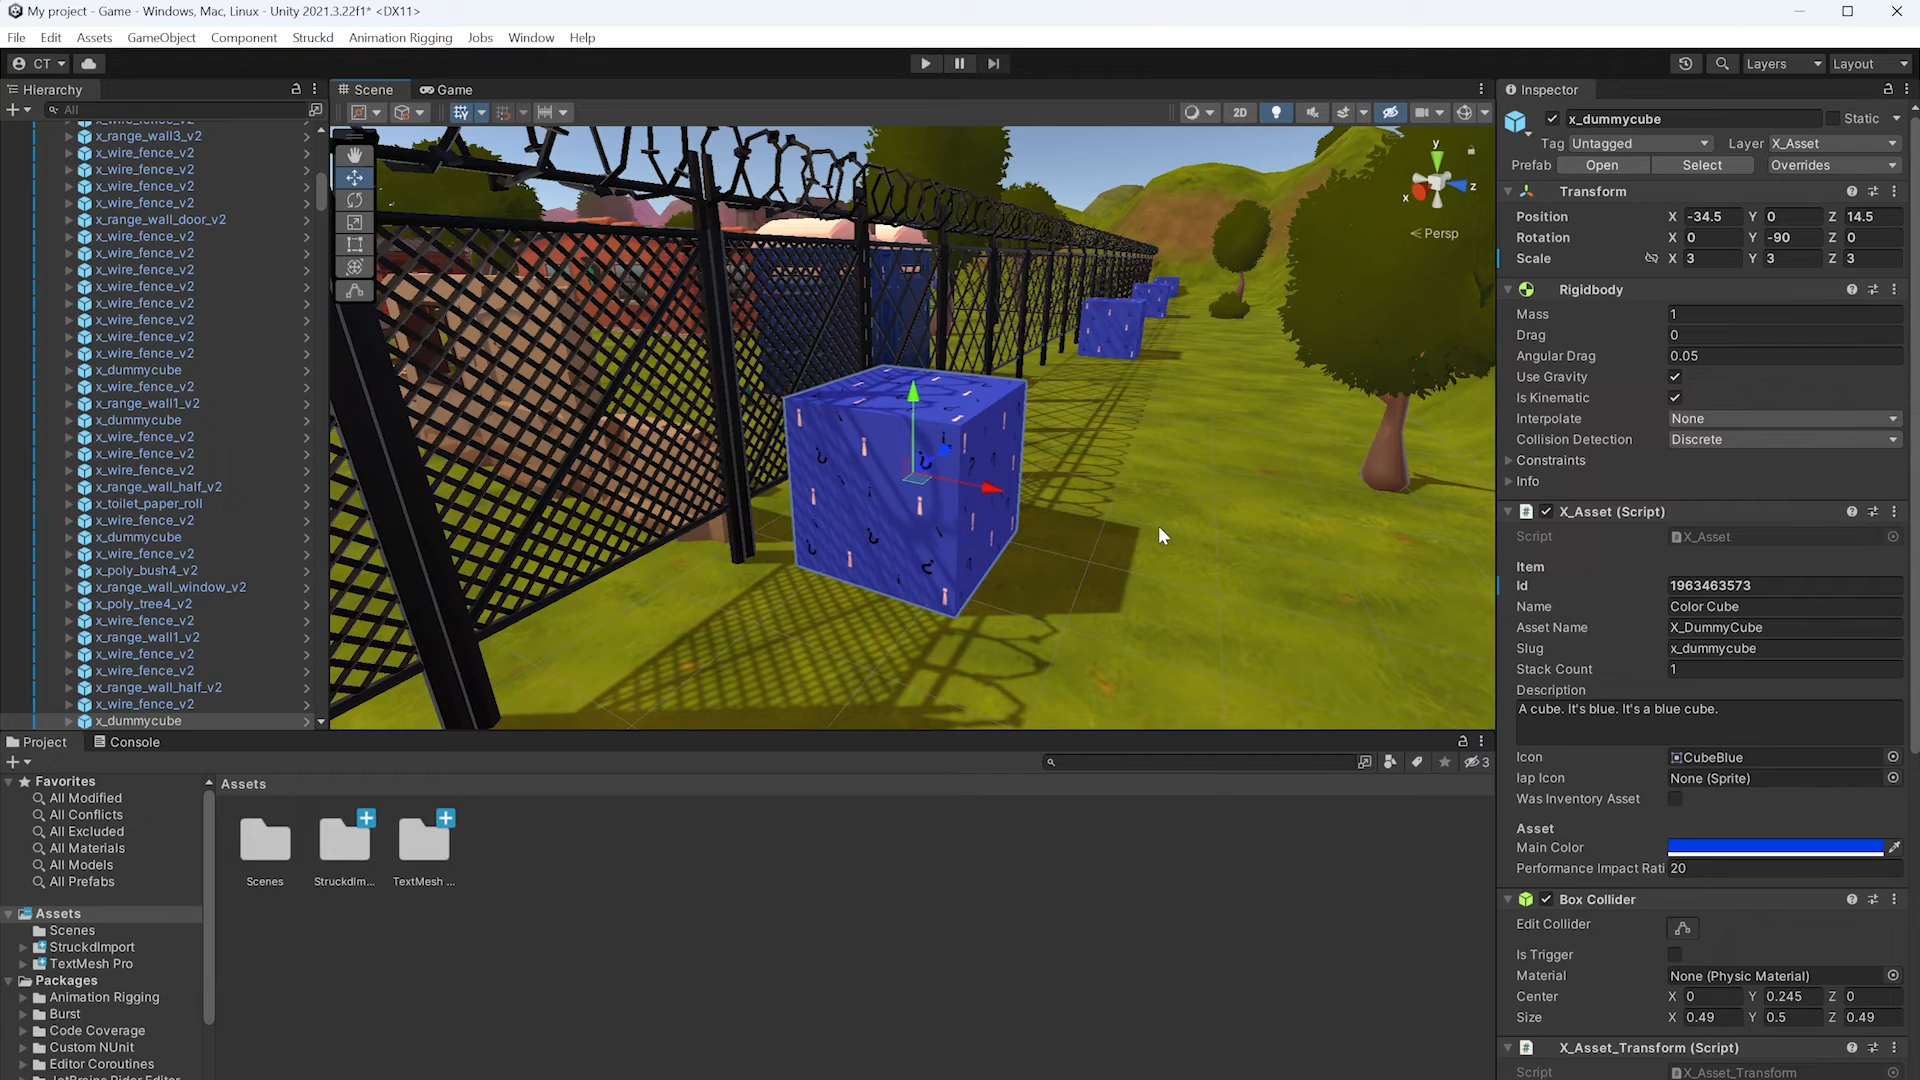 My project - Game - Windows, Mac, Linux - Unity 2021.3.22f1* <DX11>
File Edit Assets GameObject Component Struckd Animation Rigging Jobs Window Help
CT Layers Layout
Hierarchy
All
x_wire_fence_v2
x_range_wall3_v2
x_wire_fence_v2
x_wire_fence_v2
x_wire_fence_v2
x_wire_fence_v2
x_range_wall_door_v2
x_wire_fence_v2
x_wire_fence_v2
x_wire_fence_v2
x_wire_fence_v2
x_wire_fence_v2
x_wire_fence_v2
x_wire_fence_v2
x_wire_fence_v2
x_dummycube
x_wire_fence_v2
x_range_wall1_v2
x_dummycube
x_wire_fence_v2
x_wire_fence_v2
x_wire_fence_v2
x_range_wall_half_v2
x_toilet_paper_roll
x_wire_fence_v2
x_dummycube
x_wire_fence_v2
x_poly_bush4_v2
x_range_wall_window_v2
x_poly_tree4_v2
x_wire_fence_v2
x_range_wall1_v2
x_wire_fence_v2
x_wire_fence_v2
x_range_wall_half_v2
x_wire_fence_v2
x_dummycube
Scene Game
2D
y
x z
Persp
Inspector
x_dummycube Static
Tag Untagged Layer X_Asset
Prefab Open Select Overrides
Transform
Position X -34.5 Y 0 Z 14.5
Rotation X 0 Y -90 Z 0
Scale X 3 Y 3 Z 3
Rigidbody
Mass 1
Drag 0
Angular Drag 0.05
Use Gravity
Is Kinematic
Interpolate None
Collision Detection Discrete
Constraints
Info
X_Asset (Script)
Script X_Asset
Item
Id 1963463573
Name Color Cube
Asset Name X_DummyCube
Slug x_dummycube
Stack Count 1
Description
A cube. It's blue. It's a blue cube.
Icon CubeBlue
Iap Icon None (Sprite)
Was Inventory Asset
Asset
Main Color
Performance Impact Rati 20
Box Collider
Edit Collider
Is Trigger
Material None (Physic Material)
Center X 0 Y 0.245 Z 0
Size X 0.49 Y 0.5 Z 0.49
X_Asset_Transform (Script)
Script X_Asset_Transform
Project Console
3
Favorites
All Modified
All Conflicts
All Excluded
All Materials
All Models
All Prefabs
Assets
Scenes
StruckdImport
TextMesh Pro
Packages
Animation Rigging
Burst
Code Coverage
Custom NUnit
Editor Coroutines
JetBrains Rider Editor
Assets
Scenes StruckdIm... TextMesh ...